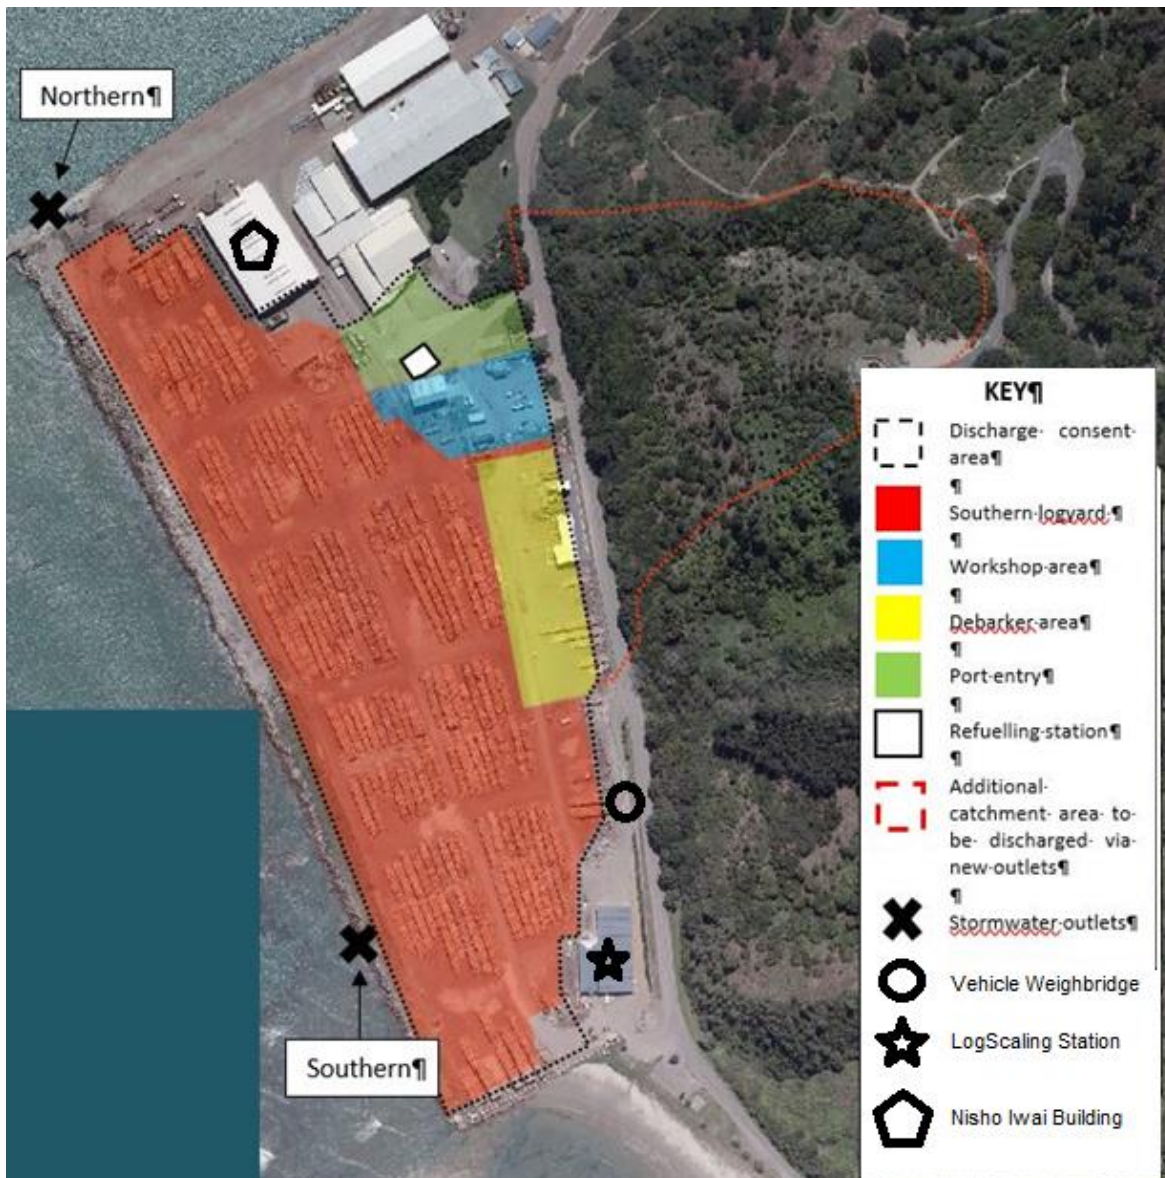 Northern¶
Southern¶
KEY¶
Discharge· consent·
area¶
¶
Southern·logyard·¶
¶
Workshop·area¶
¶
Debarker·area¶
¶
Port·entry¶
¶
Refuelling·station¶
¶
Additional·
catchment· area· to·
be· discharged· via·
new·outlets¶
¶
Stormwater·outlets¶
Vehicle Weighbridge
LogScaling Station
Nisho Iwai Building